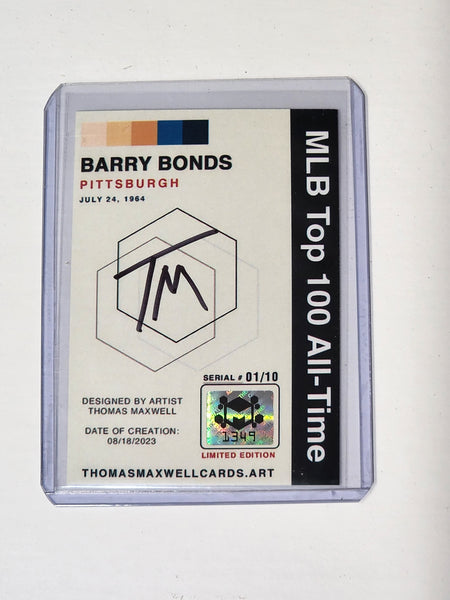 BARRY BONDS
PITTSBURGH
JULY 24, 1964
TM
SERIAL # 01/10
DESIGNED BY ARTIST
THOMAS MAXWELL
DATE OF CREATION:
08/18/2023
1349
LIMITED EDITION
THOMASMAXWELLCARDS.ART
MLB Top 100 All-Time